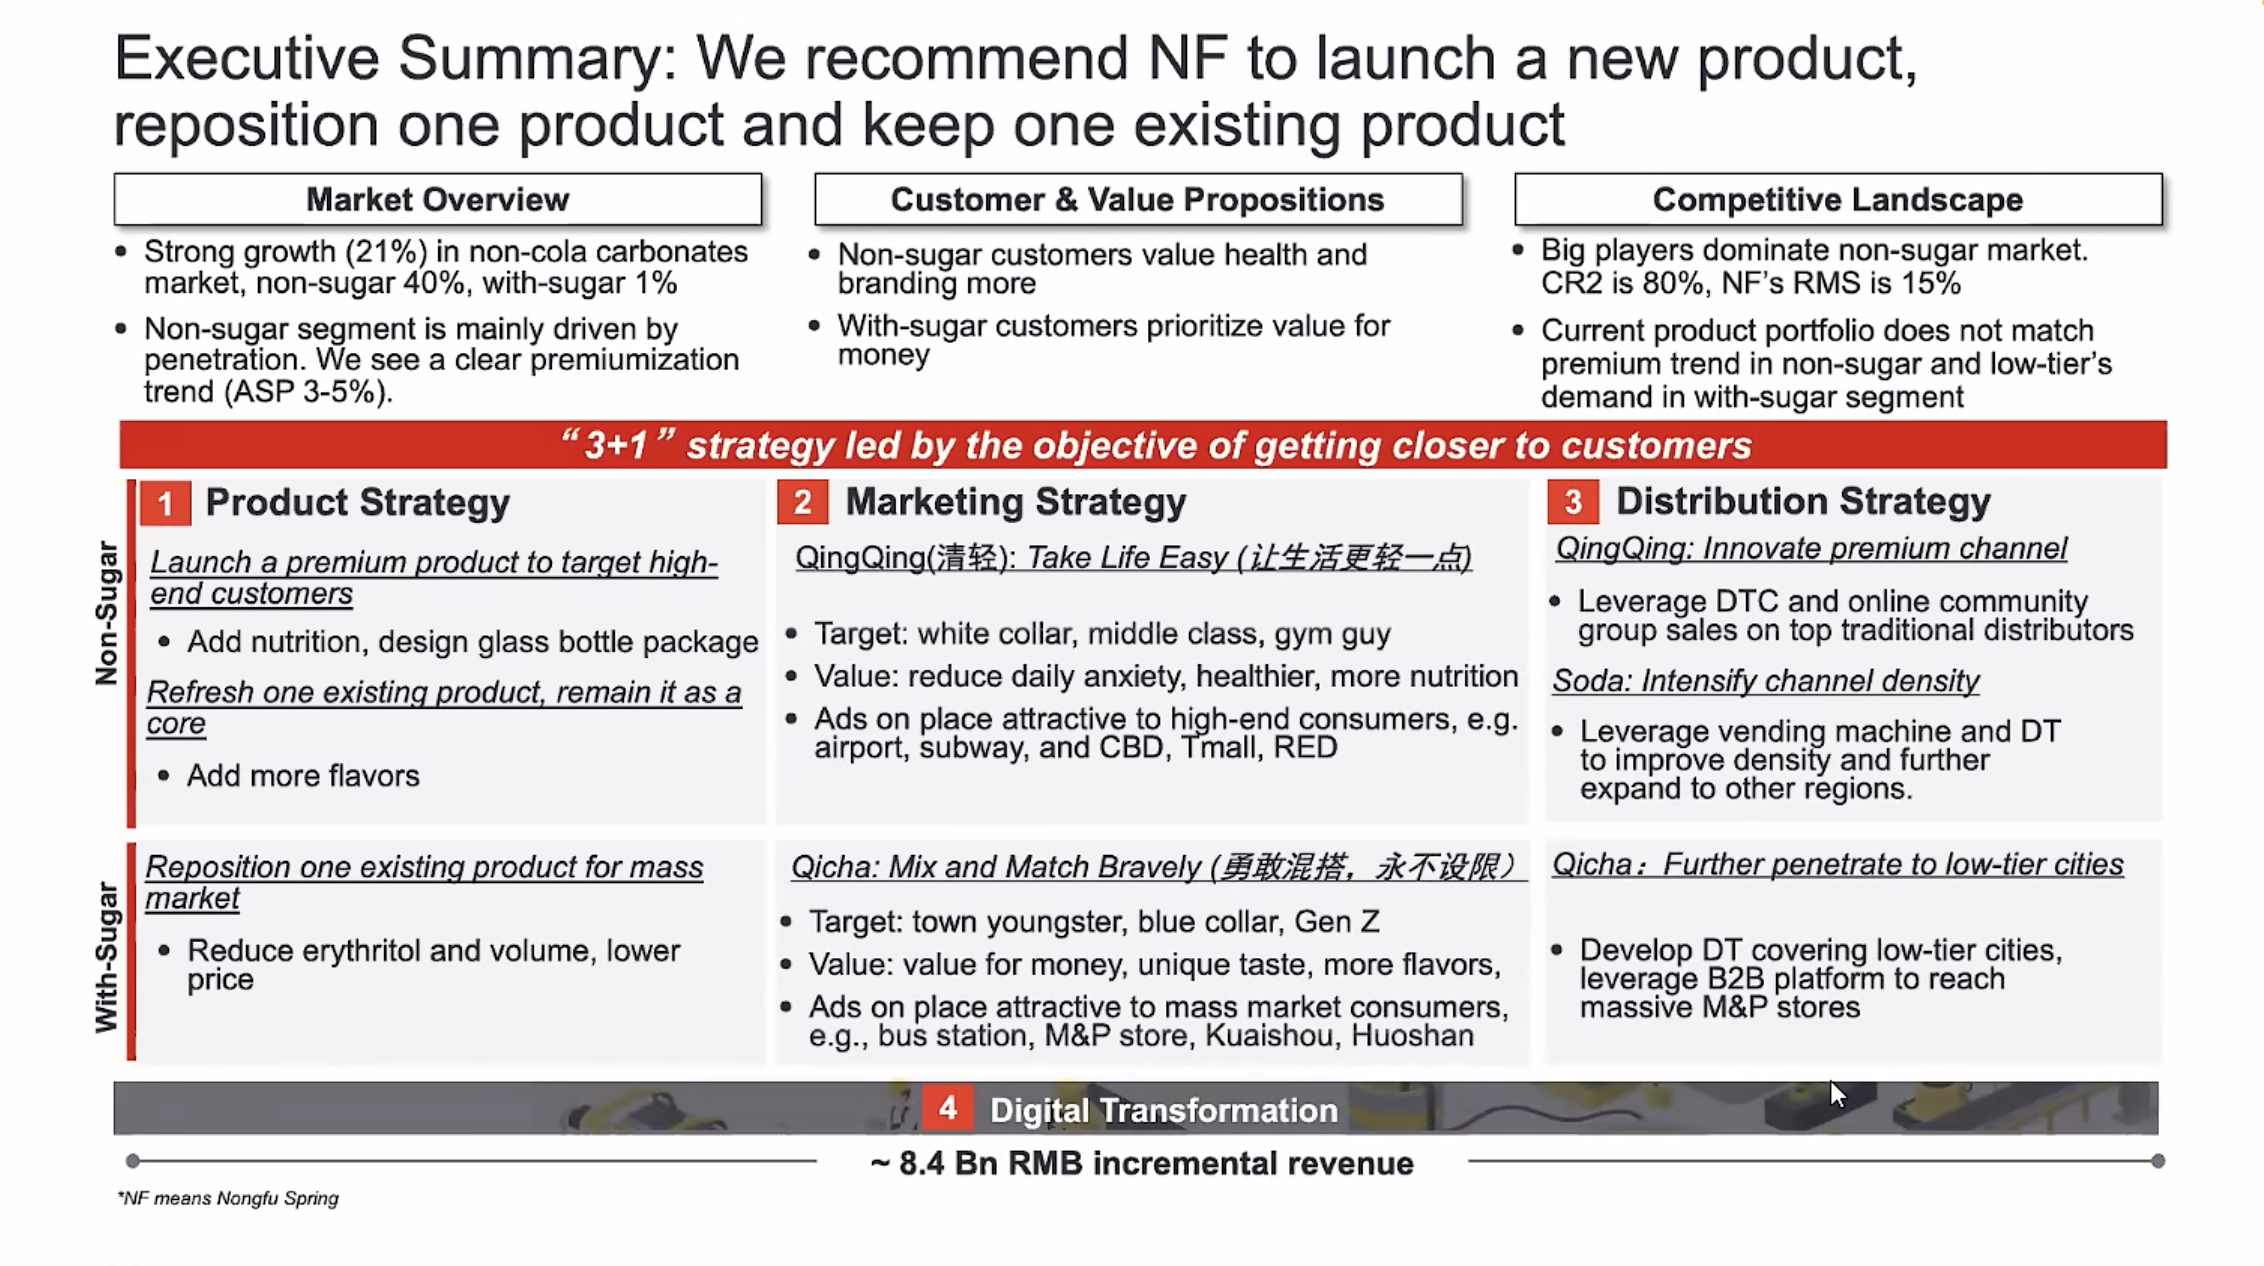 Executive Summary: We recommend NF to launch a new product,
reposition one product and keep one existing product
Market Overview
• Strong growth (21%) in non-cola carbonates
market, non-sugar 40%, with-sugar 1%
• Non-sugar segment is mainly driven by
penetration. We see a clear premiumization
trend (ASP 3-5%).
Customer & Value Propositions
• Non-sugar customers value health and
branding more
• With-sugar customers prioritize value for
money
Competitive Landscape
• Big players dominate non-sugar market.
CR2 is 80%, NF’s RMS is 15%
• Current product portfolio does not match
premium trend in non-sugar and low-tier’s
demand in with-sugar segment
“3+1” strategy led by the objective of getting closer to customers
Non-Sugar
1 Product Strategy
Launch a premium product to target high-
end customers
• Add nutrition, design glass bottle package
Refresh one existing product, remain it as a
core
• Add more flavors
2 Marketing Strategy
QingQing(清轻): Take Life Easy (让生活更轻一点)
• Target: white collar, middle class, gym guy
• Value: reduce daily anxiety, healthier, more nutrition
• Ads on place attractive to high-end consumers, e.g.
airport, subway, and CBD, Tmall, RED
3 Distribution Strategy
QingQing: Innovate premium channel
• Leverage DTC and online community
group sales on top traditional distributors
Soda: Intensify channel density
• Leverage vending machine and DT
to improve density and further
expand to other regions.
With-Sugar
Reposition one existing product for mass
market
• Reduce erythritol and volume, lower
price
Qicha: Mix and Match Bravely (勇敢混搭，永不设限）
• Target: town youngster, blue collar, Gen Z
• Value: value for money, unique taste, more flavors,
• Ads on place attractive to mass market consumers,
e.g., bus station, M&P store, Kuaishou, Huoshan
Qicha：Further penetrate to low-tier cities
• Develop DT covering low-tier cities,
leverage B2B platform to reach
massive M&P stores
4 Digital Transformation
~ 8.4 Bn RMB incremental revenue
*NF means Nongfu Spring